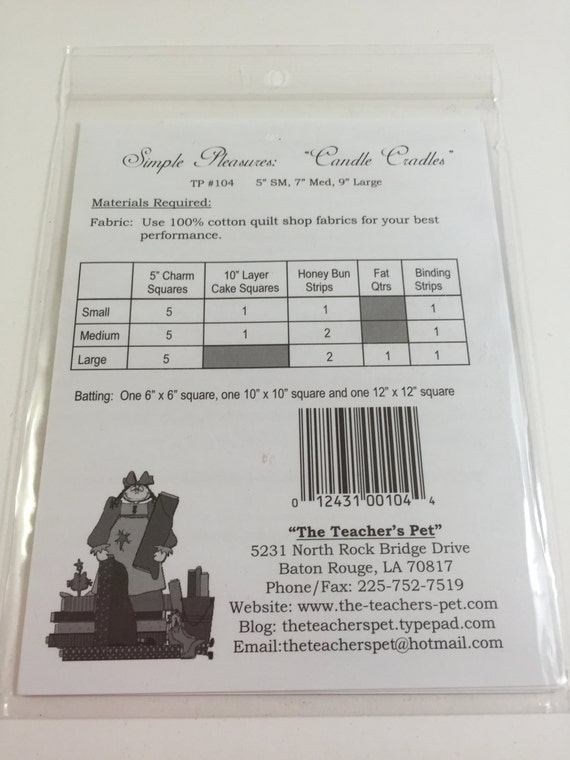 Simple Pleasures: "Candle Cradles"
TP #104 5" SM, 7" Med, 9" Large
Materials Required:
Fabric: Use 100% cotton quilt shop fabrics for your best
performance.
5" Charm Squares 10" Layer Cake Squares Honey Bun Strips Fat Qtrs Binding Strips
Small 5 1 1 1
Medium 5 1 2 1
Large 5 2 1 1
Batting: One 6" x 6" square, one 10" x 10" square and one 12" x 12" square
0 12431 00104 4
"The Teacher's Pet"
5231 North Rock Bridge Drive
Baton Rouge, LA 70817
Phone/Fax: 225-752-7519
Website: www.the-teachers-pet.com
Blog: theteacherspet.typepad.com
Email:theteacherspet@hotmail.com